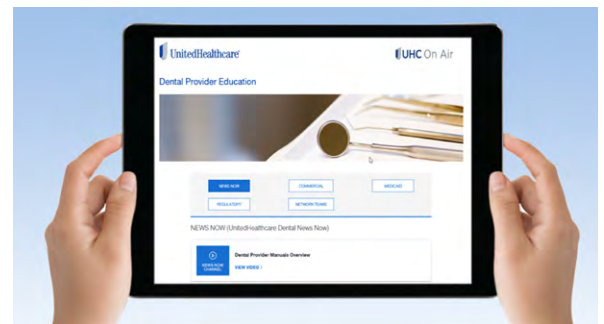 UnitedHealthcare
UHC On Air
Dental Provider Education
NEWS NOW
COMMERCIAL
MEDICAID
REGULATORY
NETWORK TEAMS
NEWS NOW (UnitedHealthcare Dental News Now)
Dental Provider Manuals Overview
NEWS NOW
CHANNEL
VIEW VIDEO >